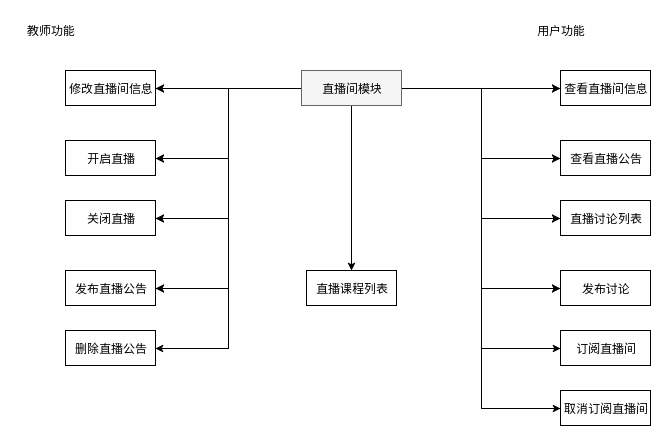 教师功能
用户功能
修改直播间信息
直播间模块
查看直播间信息
开启直播
查看直播公告
关闭直播
直播讨论列表
发布直播公告
直播课程列表
发布讨论
删除直播公告
订阅直播间
取消订阅直播间